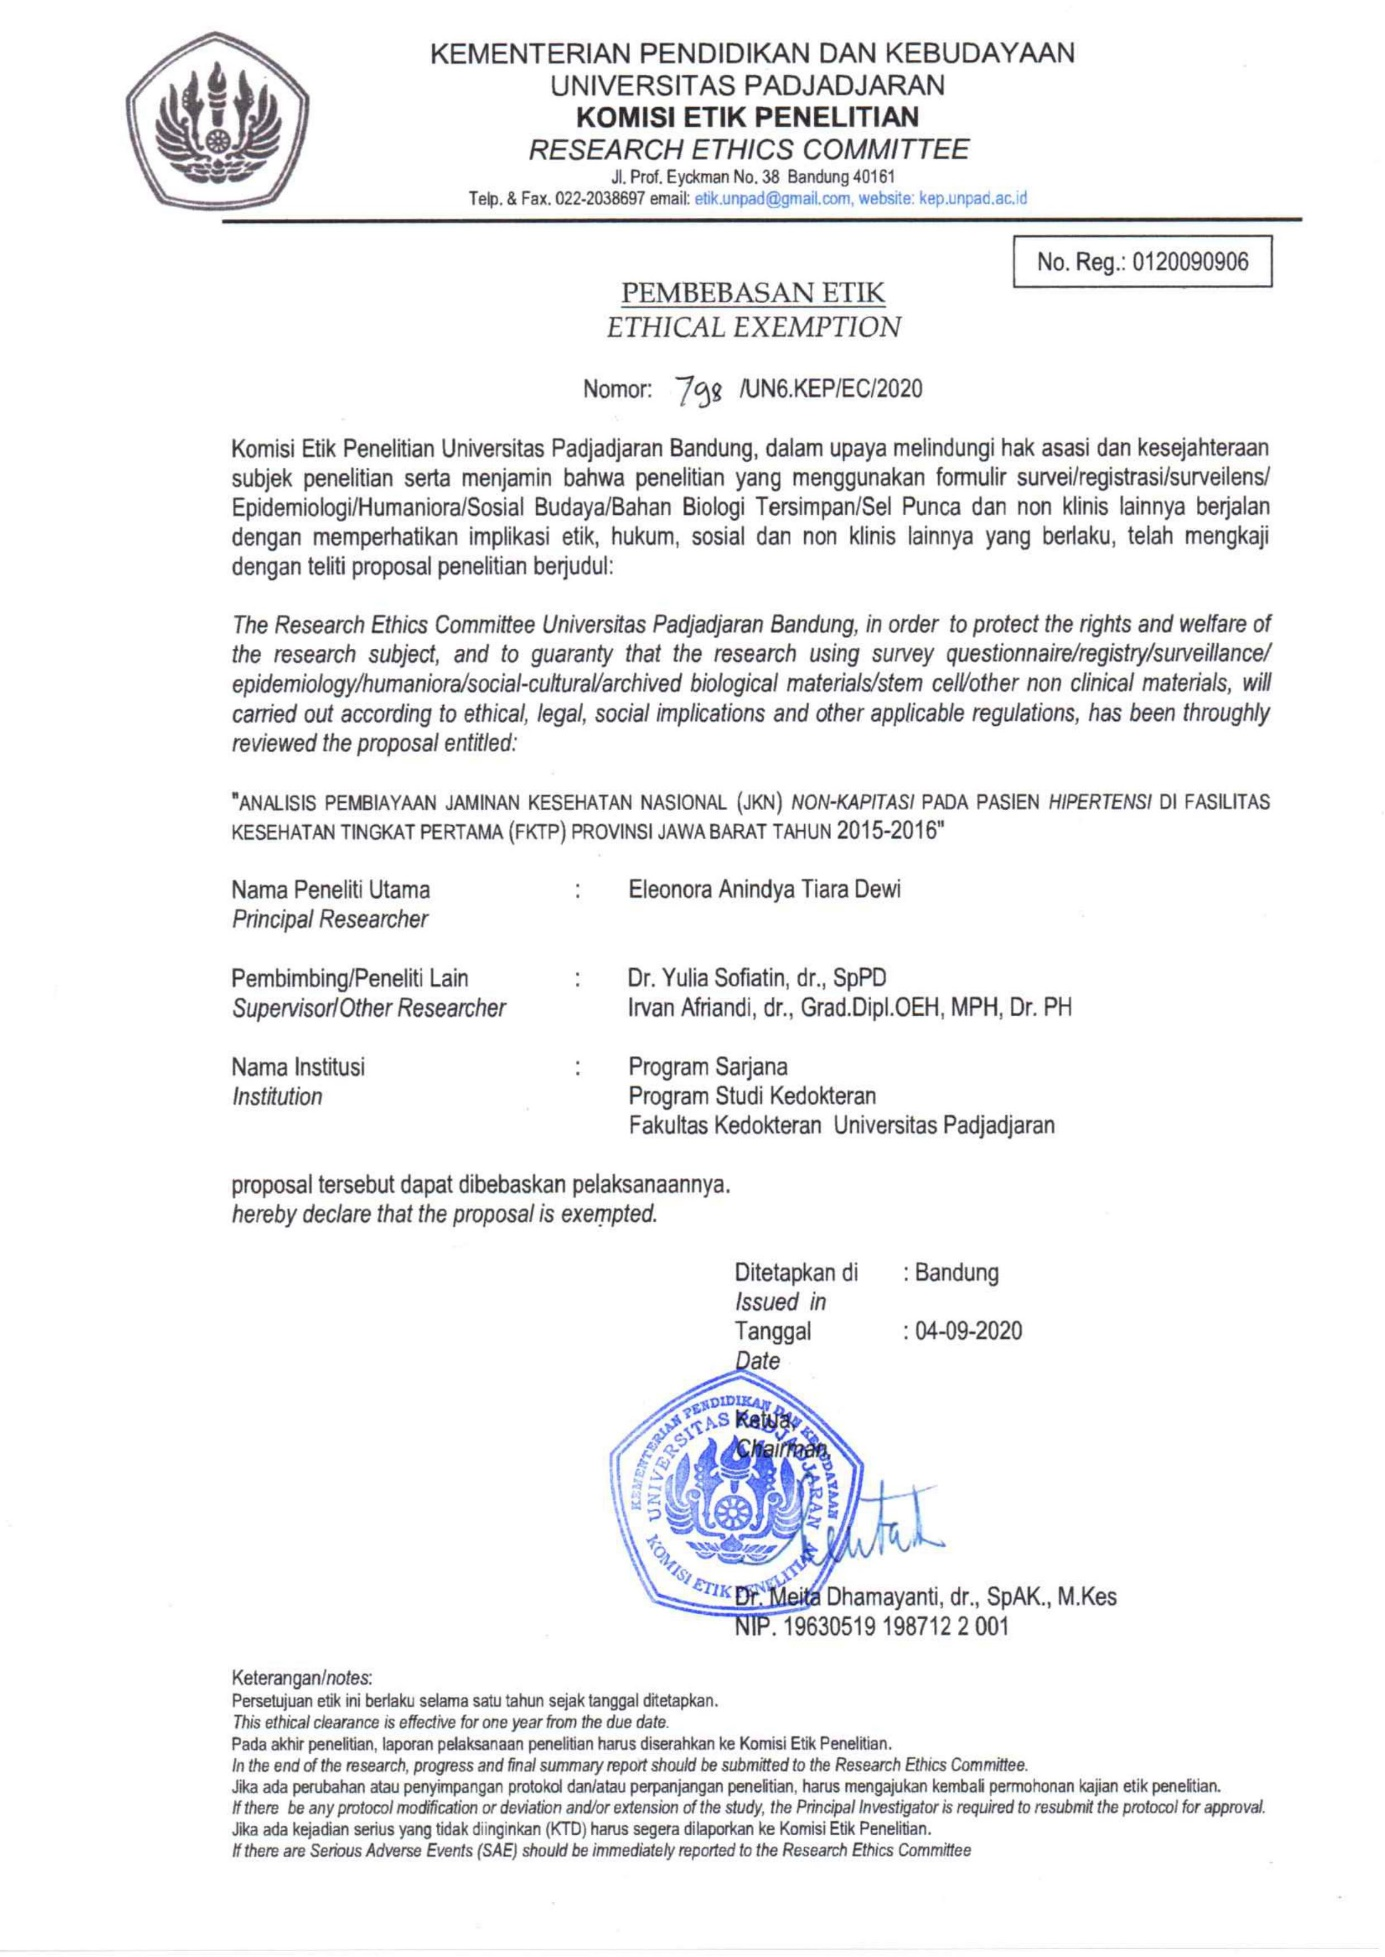 KEMENTERIAN PENDIDIKAN DAN KEBUDAYAAN
UNIVERSITAS PADJADJARAN
KOMISI ETIK PENELITIAN
RESEARCH ETHICS COMMITTEE
Jl. Prof. Eyckman No. 38 Bandung 40161
Telp. & Fax. 022-2038697 email: etik.unpad@gmail.com, website: kep.unpad.ac.id
No. Reg.: 0120090906
PEMBEBASAN ETIK
ETHICAL EXEMPTION
Nomor: 798 /UN6.KEP/EC/2020
Komisi Etik Penelitian Universitas Padjadjaran Bandung, dalam upaya melindungi hak asasi dan kesejahteraan
subjek penelitian serta menjamin bahwa penelitian yang menggunakan formulir survei/registrasi/surveilens/
Epidemiologi/Humaniora/Sosial Budaya/Bahan Biologi Tersimpan/Sel Punca dan non klinis lainnya berjalan
dengan memperhatikan implikasi etik, hukum, sosial dan non klinis lainnya yang berlaku, telah mengkaji
dengan teliti proposal penelitian berjudul:
The Research Ethics Committee Universitas Padjadjaran Bandung, in order to protect the rights and welfare of
the research subject, and to guaranty that the research using survey questionnaire/registry/surveillance/
epidemiology/humaniora/social-cultural/archived biological materials/stem cell/other non clinical materials, will
carried out according to ethical, legal, social implications and other applicable regulations, has been throughly
reviewed the proposal entitled:
"ANALISIS PEMBIAYAAN JAMINAN KESEHATAN NASIONAL (JKN) NON-KAPITASI PADA PASIEN HIPERTENSI DI FASILITAS
KESEHATAN TINGKAT PERTAMA (FKTP) PROVINSI JAWA BARAT TAHUN 2015-2016"
Nama Peneliti Utama : Eleonora Anindya Tiara Dewi
Principal Researcher
Pembimbing/Peneliti Lain : Dr. Yulia Sofiatin, dr., SpPD
Supervisor/Other Researcher Irvan Afriandi, dr., Grad.Dipl.OEH, MPH, Dr. PH
Nama Institusi : Program Sarjana
Institution Program Studi Kedokteran
Fakultas Kedokteran Universitas Padjadjaran
proposal tersebut dapat dibebaskan pelaksanaannya.
hereby declare that the proposal is exempted.
Ditetapkan di : Bandung
Issued in
Tanggal : 04-09-2020
Date
Ketua,
Chairman,
KEMENTERIAN PENDIDIKAN DAN KEBUDAYAAN
UNIVERSITAS PADJADJARAN
KOMISI ETIK PENELITIAN
Dr. Meita Dhamayanti, dr., SpAK., M.Kes
NIP. 19630519 198712 2 001
Keterangan/notes:
Persetujuan etik ini berlaku selama satu tahun sejak tanggal ditetapkan.
This ethical clearance is effective for one year from the due date.
Pada akhir penelitian, laporan pelaksanaan penelitian harus diserahkan ke Komisi Etik Penelitian.
In the end of the research, progress and final summary report should be submitted to the Research Ethics Committee.
Jika ada perubahan atau penyimpangan protokol dan/atau perpanjangan penelitian, harus mengajukan kembali permohonan kajian etik penelitian.
If there be any protocol modification or deviation and/or extension of the study, the Principal Investigator is required to resubmit the protocol for approval.
Jika ada kejadian serius yang tidak diinginkan (KTD) harus segera dilaporkan ke Komisi Etik Penelitian.
If there are Serious Adverse Events (SAE) should be immediately reported to the Research Ethics Committee